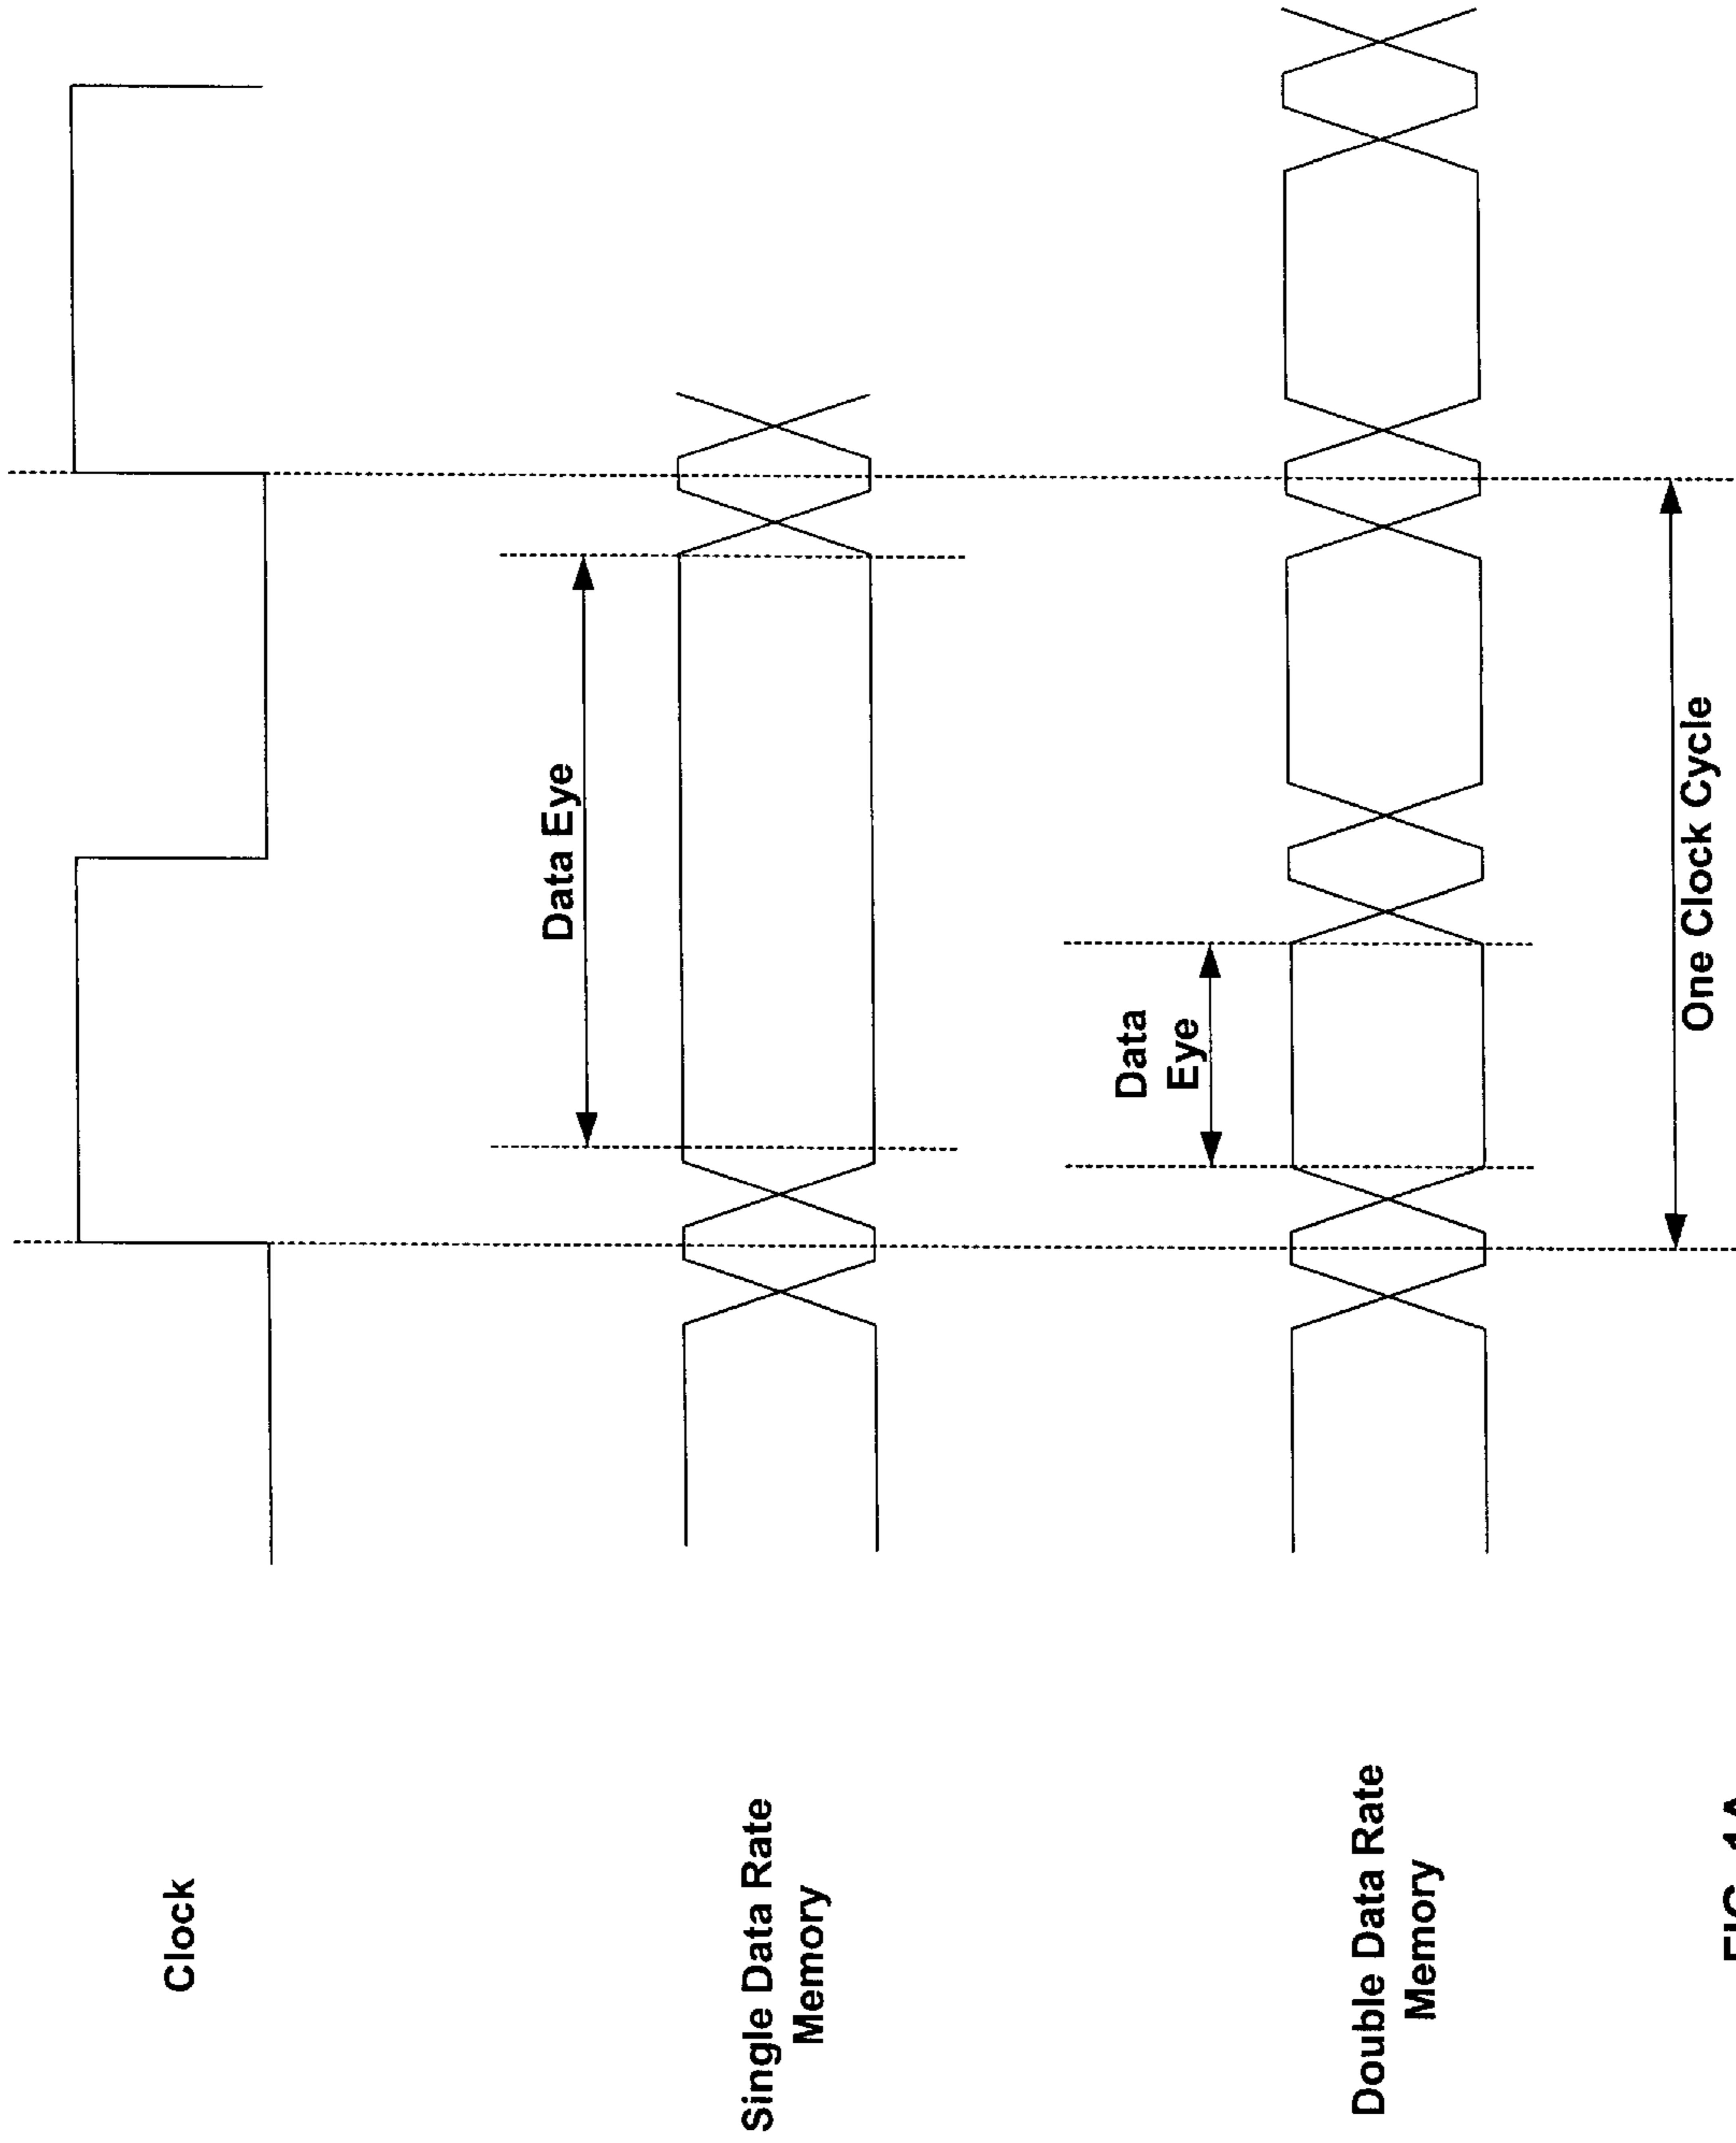 Clock
Single Data Rate
Memory
Data Eye
Double Data Rate
Memory
Data
Eye
One Clock Cycle